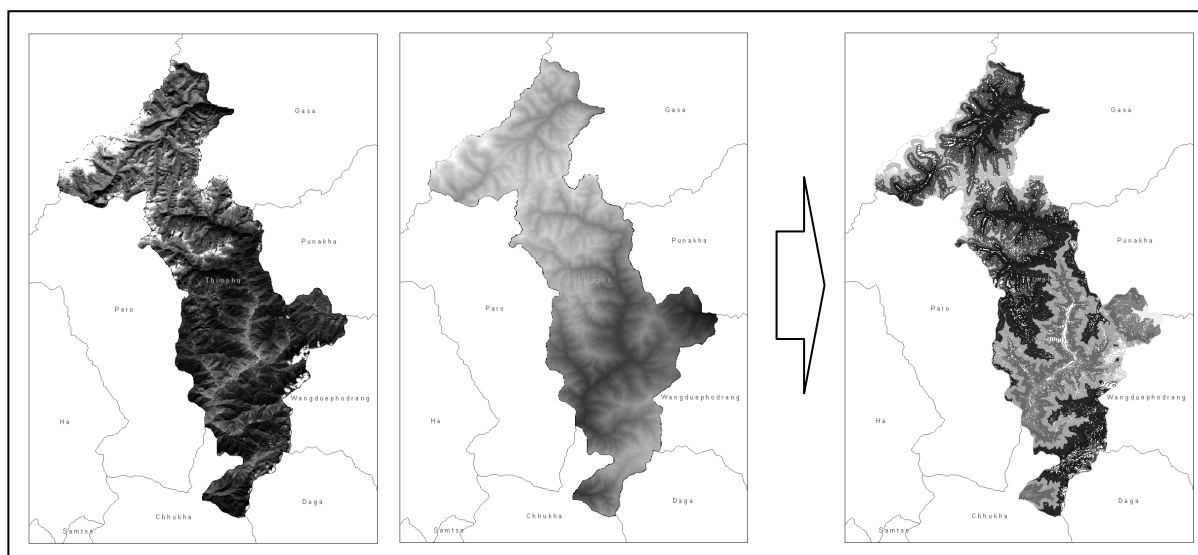 Gasa
Punakha
Thimphu
Paro
Wangduephodrang
Ha
Daga
Chhukha
Samtse
Gasa
Punakha
Thimphu
Paro
Wangduephodrang
Ha
Daga
Chhukha
Samtse
Gasa
Punakha
Paro
Wangduephodrang
Ha
Daga
Chhukha
Samtse